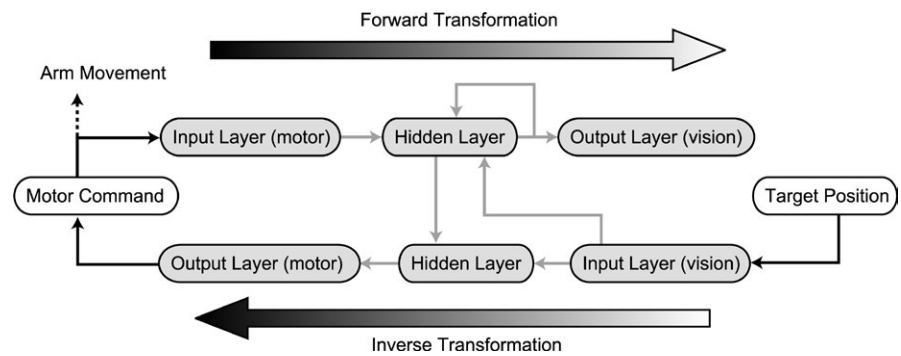 Forward Transformation
Arm Movement
Input Layer (motor)
Hidden Layer
Output Layer (vision)
Motor Command
Target Position
Output Layer (motor)
Hidden Layer
Input Layer (vision)
Inverse Transformation